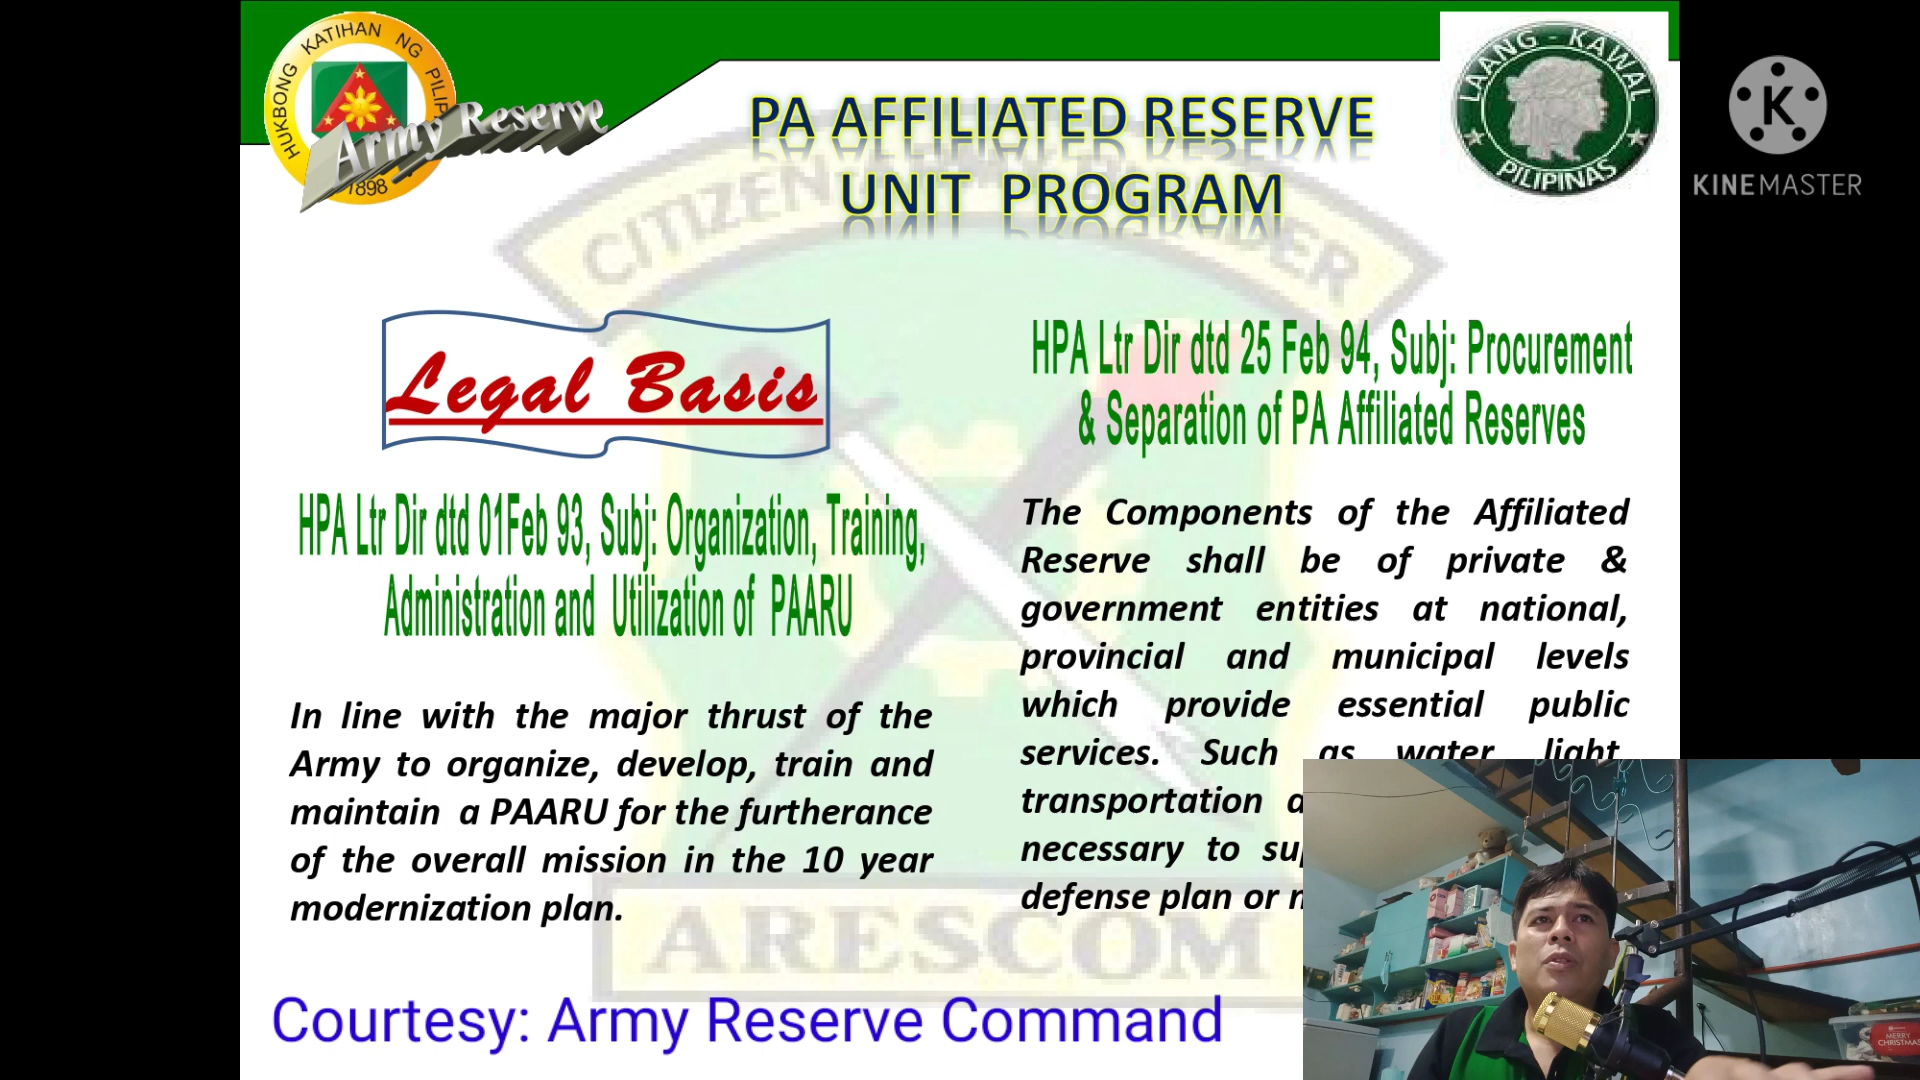 HUKBONG KATIHAN NG PILIP
Army Reserve
1898
PA AFFILIATED RESERVE
UNIT PROGRAM
LAANG - KAWAL
PILIPINAS
KINEMASTER
Legal Basis
HPA Ltr Dir dtd 01Feb 93, Subj: Organization, Training,
Administration and Utilization of PAARU
In line with the major thrust of the
Army to organize, develop, train and
maintain a PAARU for the furtherance
of the overall mission in the 10 year
modernization plan.
HPA Ltr Dir dtd 25 Feb 94, Subj: Procurement
& Separation of PA Affiliated Reserves
The Components of the Affiliated
Reserve shall be of private &
government entities at national,
provincial and municipal levels
which provide essential public
services. Such as water, light,
transportation
necessary to
defense plan or
CITIZEN
ARESCOM
Courtesy: Army Reserve Command
MERRY
CHRISTMAS